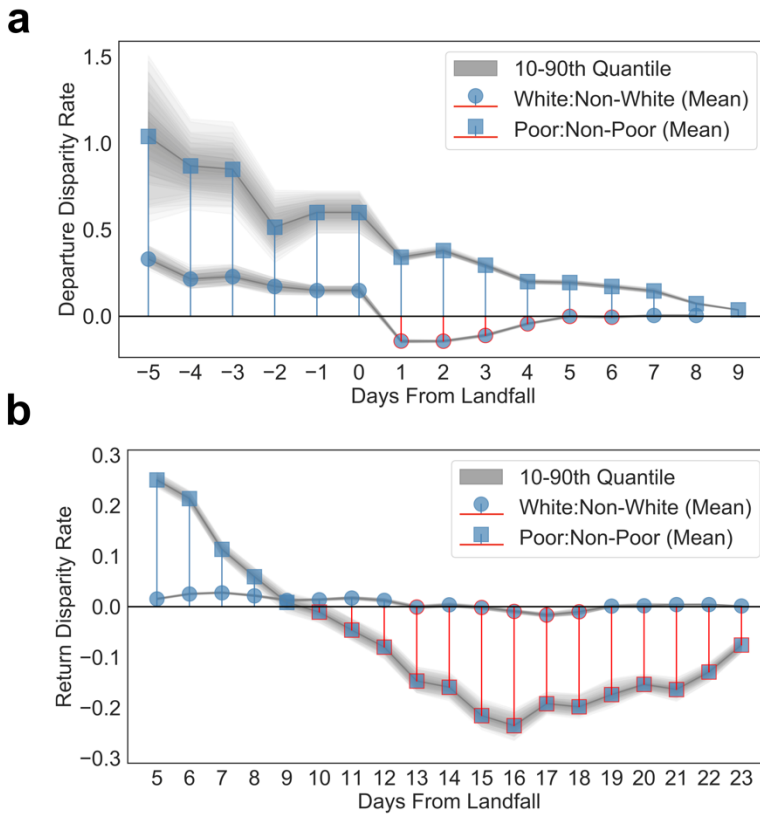 a
Departure Disparity Rate
1.5
1.0
0.5
0.0
10-90th Quantile
White:Non-White (Mean)
Poor:Non-Poor (Mean)
−5 −4 −3 −2 −1 0 1 2 3 4 5 6 7 8 9
Days From Landfall
b
Return Disparity Rate
0.3
0.2
0.1
0.0
−0.1
−0.2
−0.3
10-90th Quantile
White:Non-White (Mean)
Poor:Non-Poor (Mean)
5 6 7 8 9 10 11 12 13 14 15 16 17 18 19 20 21 22 23
Days From Landfall